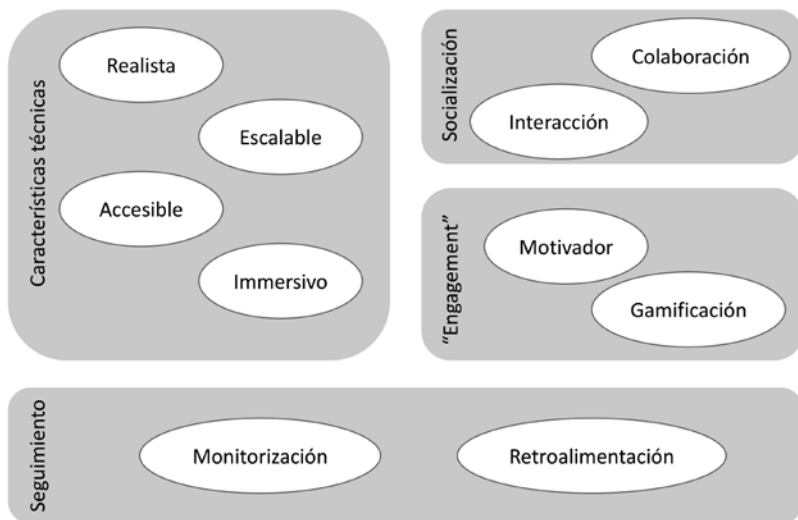 Características técnicas
Realista
Escalable
Accesible
Immersivo
Socialización
Colaboración
Interacción
“Engagement”
Motivador
Gamificación
Seguimiento
Monitorización
Retroalimentación